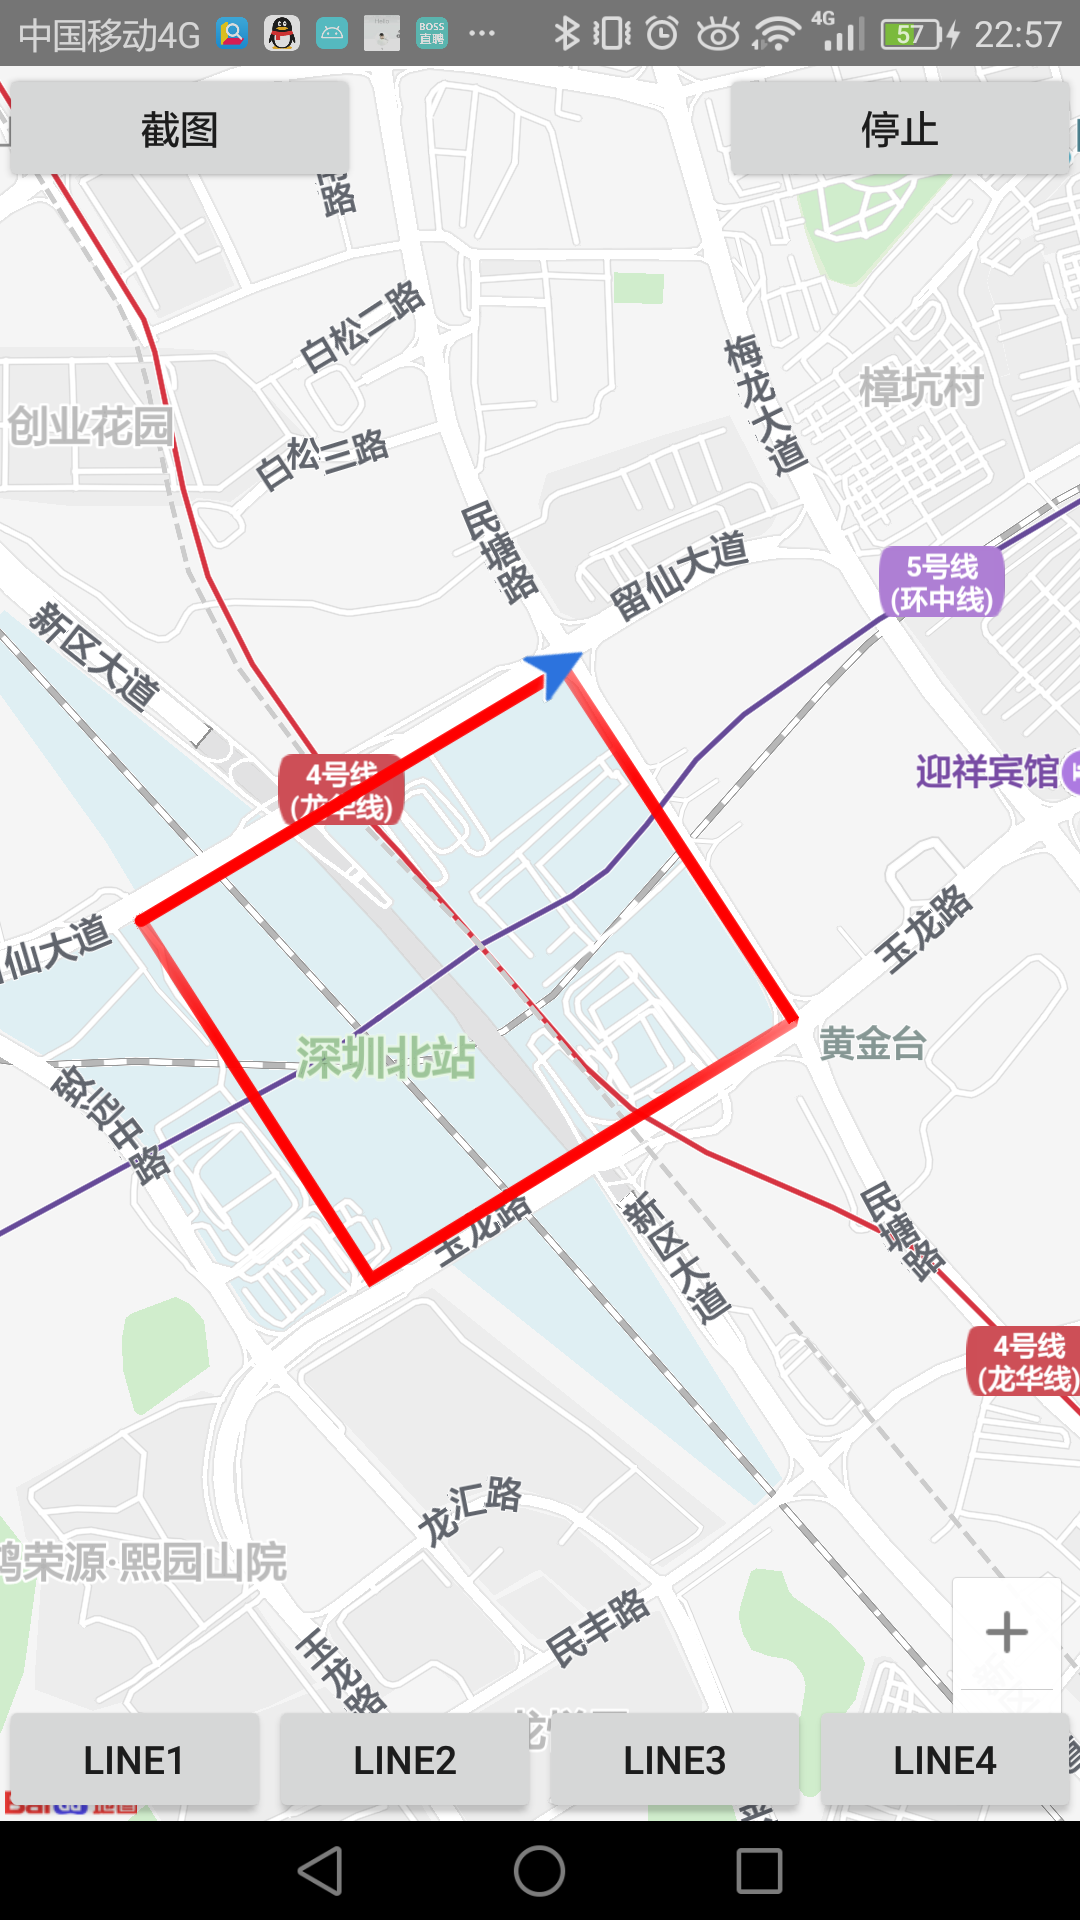 中国移动4G
BOSS
直聘
4G
57
22:57
截图
停止
路
白松二路
梅龙大道
樟坑村
创业花园
白松三路
民塘路
留仙大道
5号线
(环中线)
新区大道
4号线
(龙华线)
迎祥宾馆
玉龙路
仙大道
深圳北站
黄金台
致远中路
玉龙路
新区大道
民塘路
4号线
(龙华线)
龙汇路
鸿荣源·熙园山院
民丰路
玉龙路
+
LINE1
LINE2
LINE3
LINE4